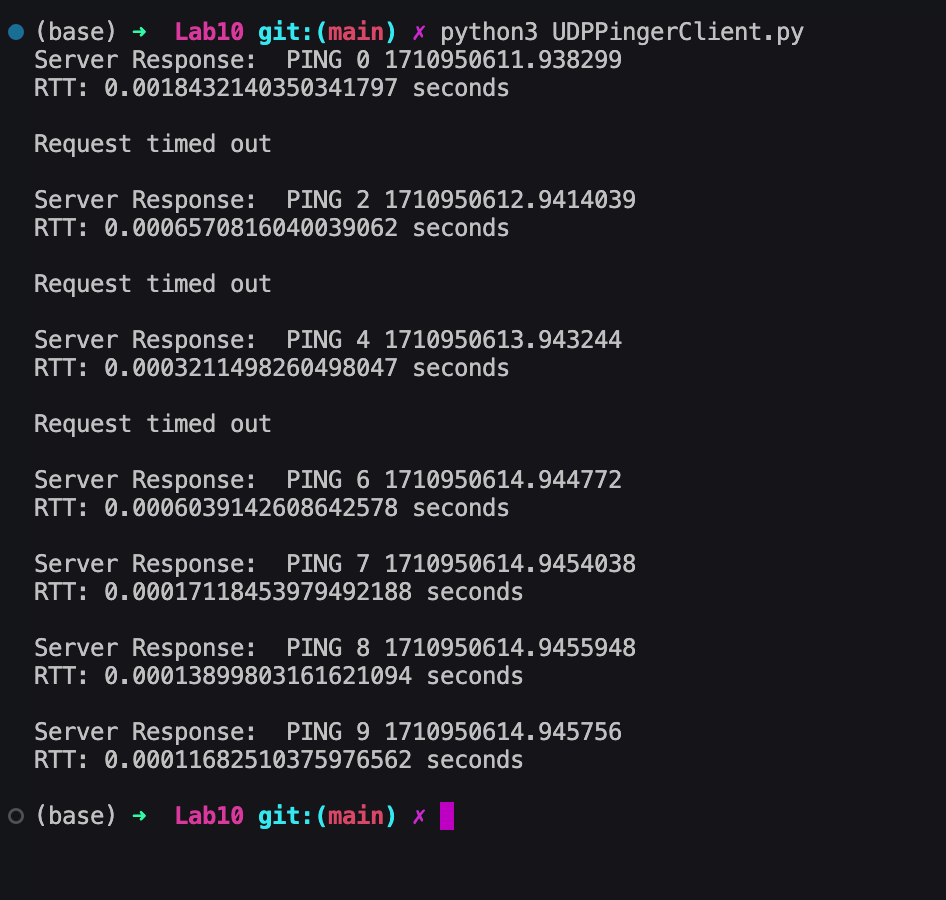 (base) ➜  Lab10 git:(main) ✗ python3 UDPPingerClient.py
Server Response:  PING 0 1710950611.938299
RTT: 0.0018432140350341797 seconds
Request timed out
Server Response:  PING 2 1710950612.9414039
RTT: 0.0006570816040039062 seconds
Request timed out
Server Response:  PING 4 1710950613.943244
RTT: 0.0003211498260498047 seconds
Request timed out
Server Response:  PING 6 1710950614.944772
RTT: 0.0006039142608642578 seconds
Server Response:  PING 7 1710950614.9454038
RTT: 0.00017118453979492188 seconds
Server Response:  PING 8 1710950614.9455948
RTT: 0.00013899803161621094 seconds
Server Response:  PING 9 1710950614.945756
RTT: 0.00011682510375976562 seconds
(base) ➜  Lab10 git:(main) ✗